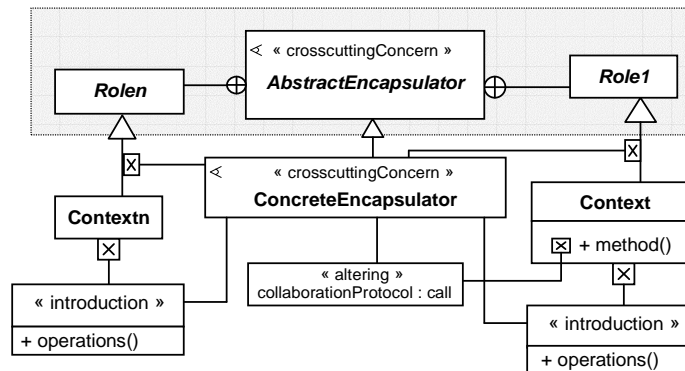 « crosscuttingConcern »
AbstractEncapsulator
Rolen
Role1
« crosscuttingConcern »
ConcreteEncapsulator
Contextn
Context
+ method()
« altering »
collaborationProtocol : call
« introduction »
+ operations()
« introduction »
+ operations()